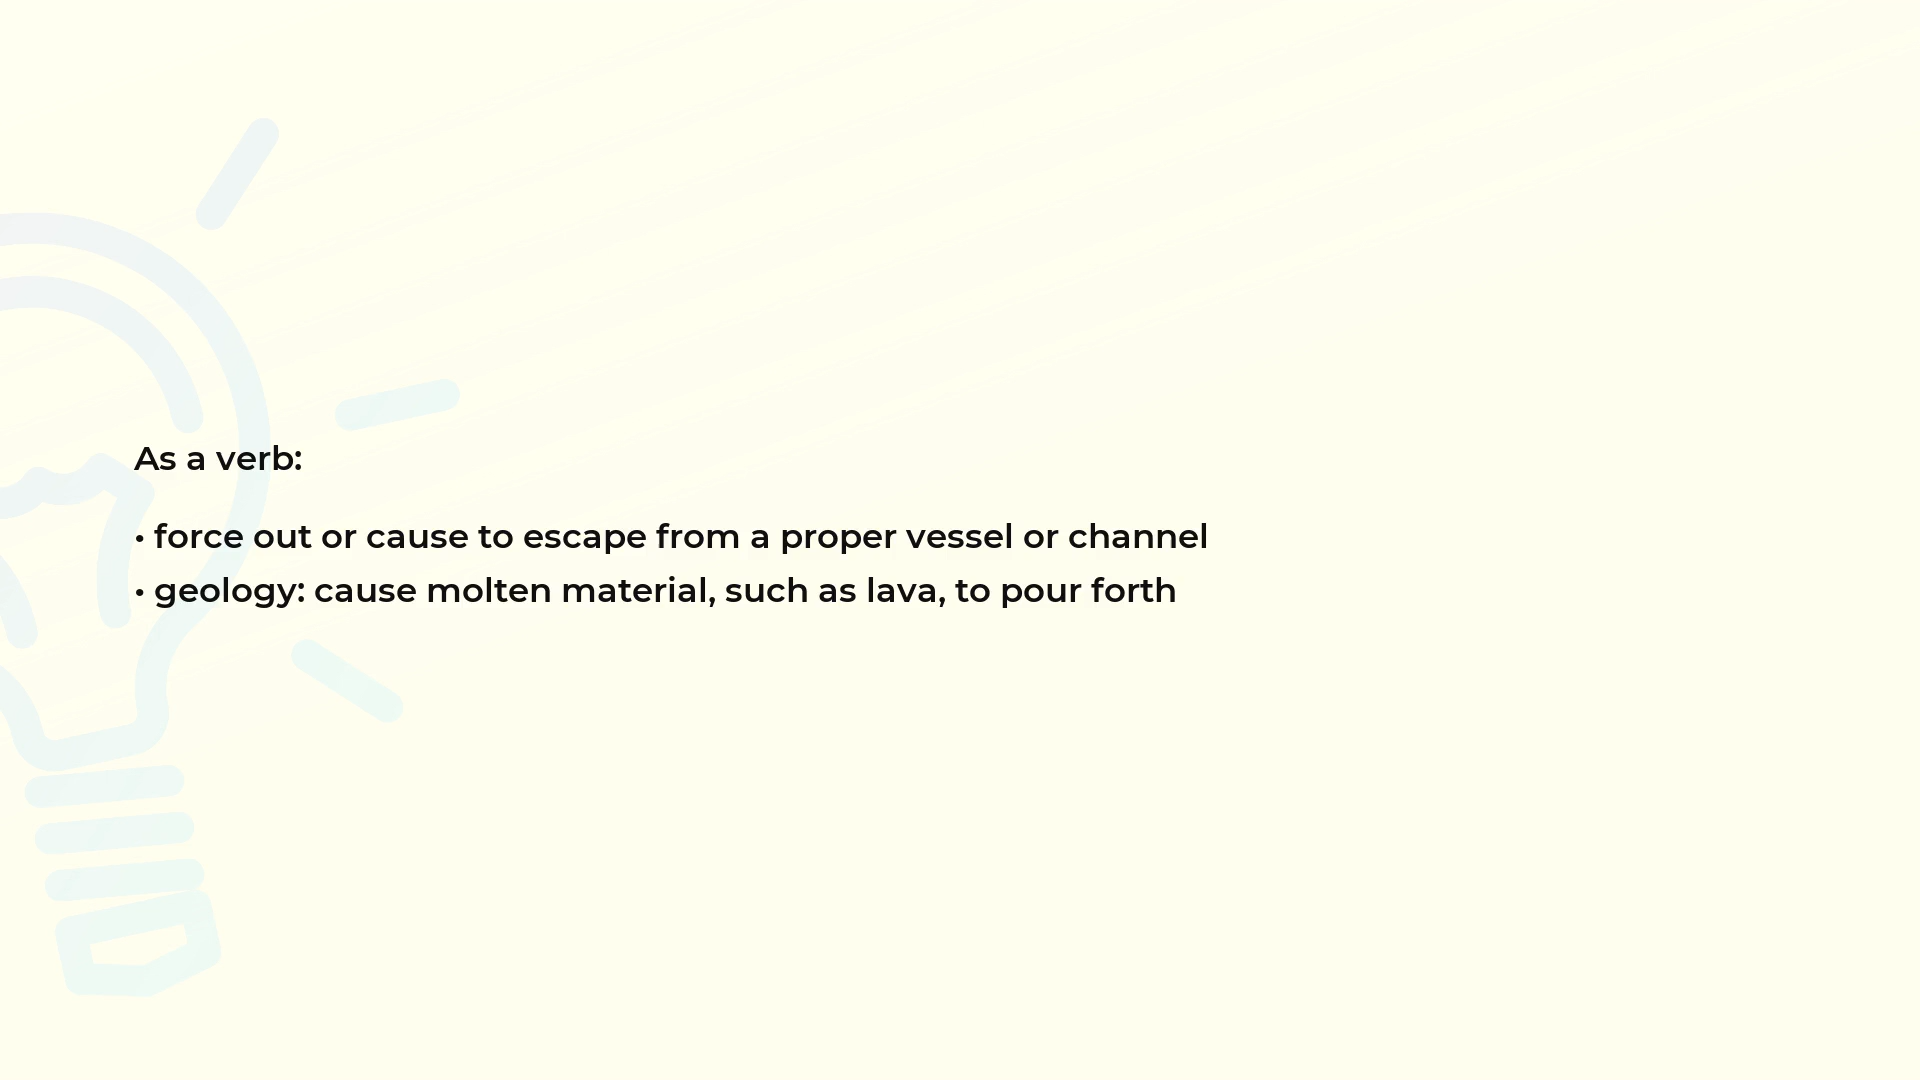 As a verb:
• force out or cause to escape from a proper vessel or channel
• geology: cause molten material, such as lava, to pour forth